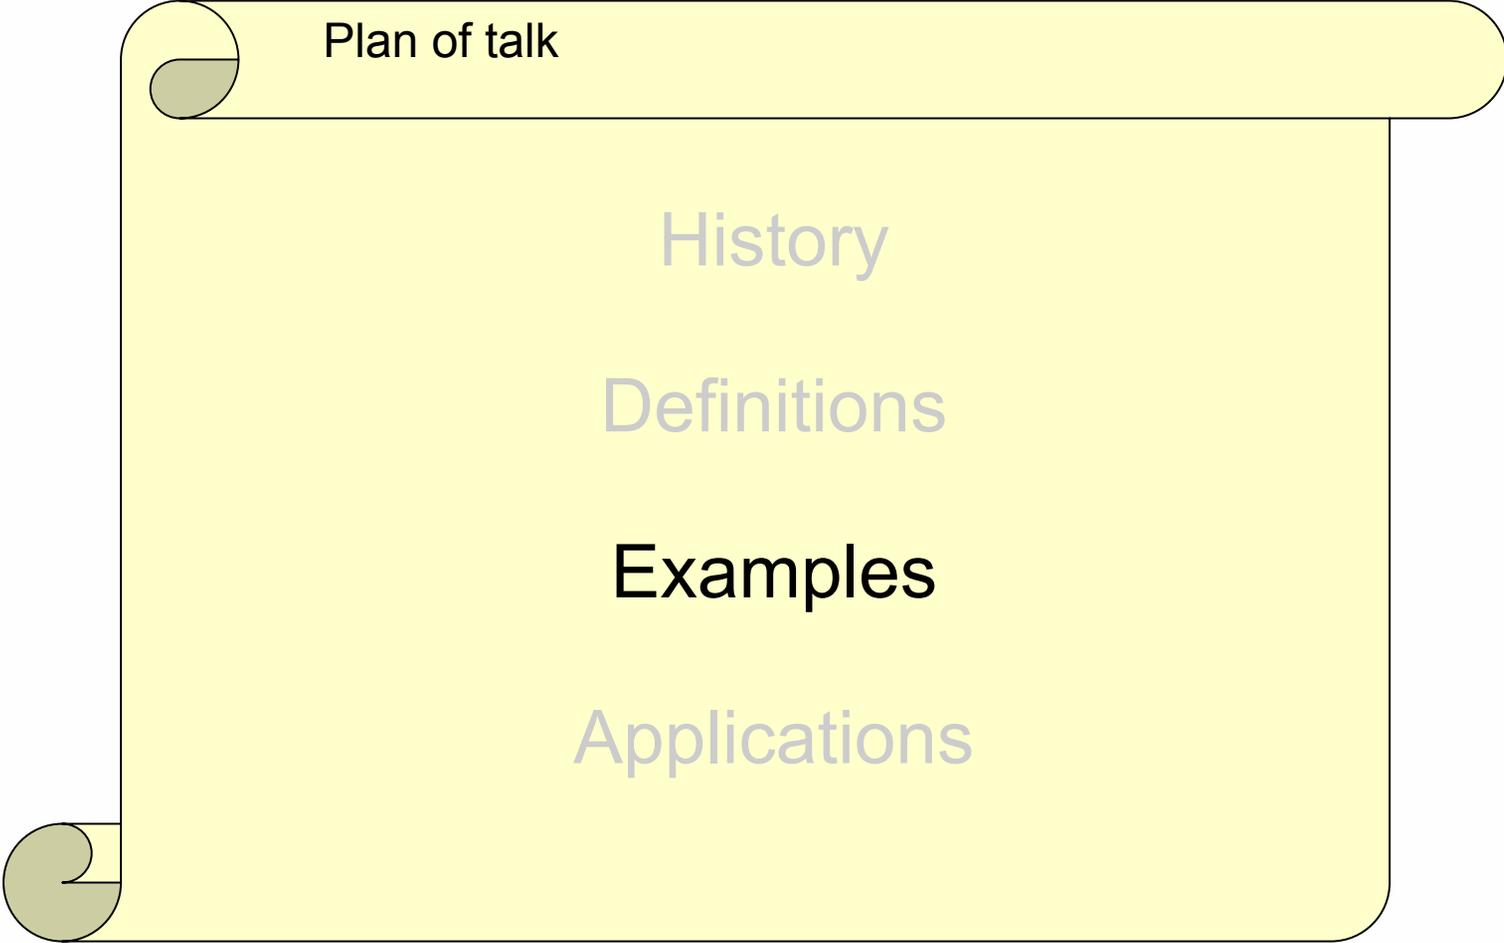 Plan of talk
History
Definitions
Examples
Applications